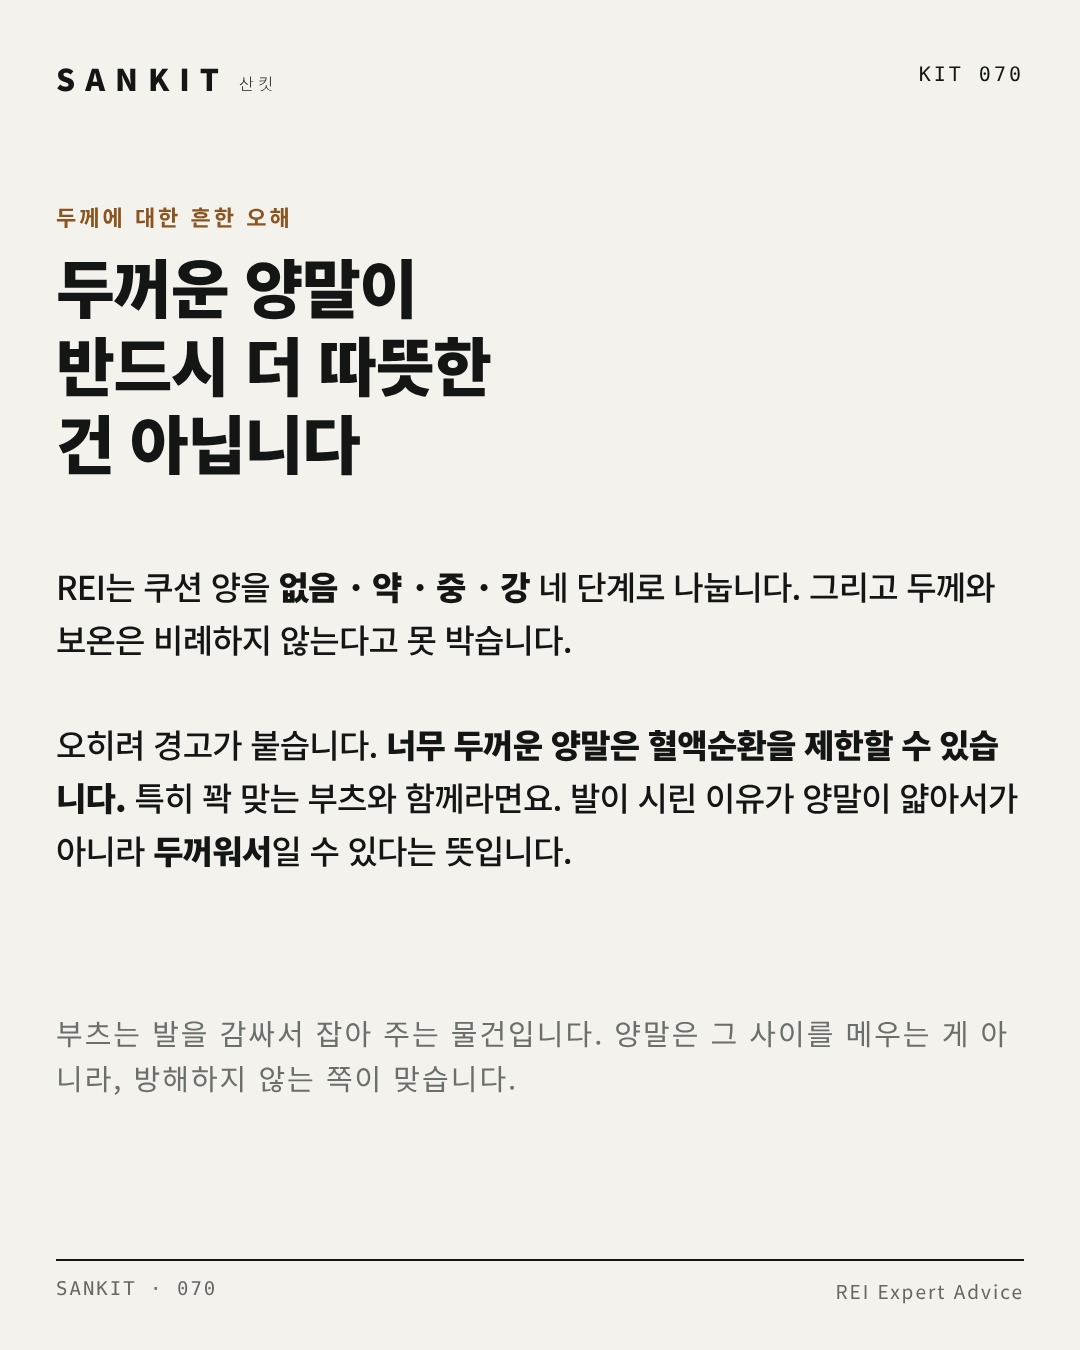 SANKIT 산킷
KIT 070
두께에 대한 흔한 오해
두꺼운 양말이
반드시 더 따뜻한
건 아닙니다
REI는 쿠션 양을 없음 · 약 · 중 · 강 네 단계로 나눕니다. 그리고 두께와
보온은 비례하지 않는다고 못 박습니다.
오히려 경고가 붙습니다. 너무 두꺼운 양말은 혈액순환을 제한할 수 있습
니다. 특히 꽉 맞는 부츠와 함께라면요. 발이 시린 이유가 양말이 얇아서가
아니라 두꺼워서일 수 있다는 뜻입니다.
부츠는 발을 감싸서 잡아 주는 물건입니다. 양말은 그 사이를 메우는 게 아
니라, 방해하지 않는 쪽이 맞습니다.
SANKIT · 070
REI Expert Advice